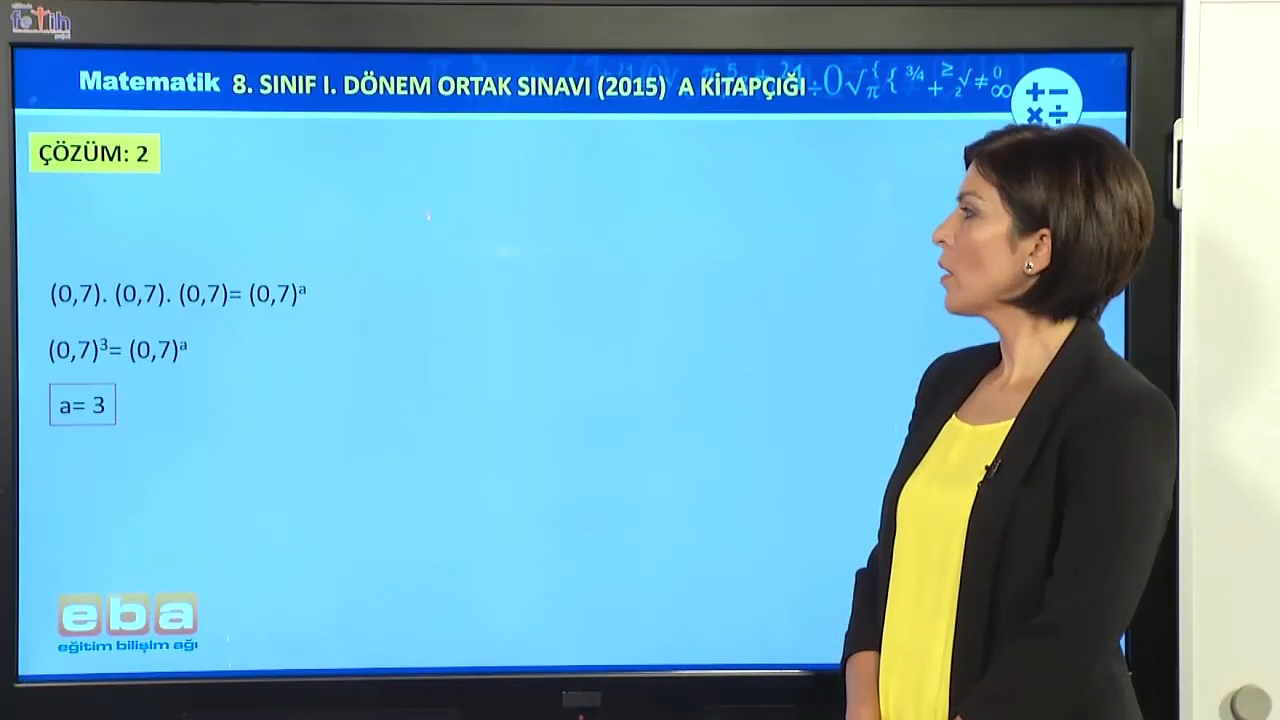 fatih
Matematik 8. SINIF I. DÖNEM ORTAK SINAVI (2015) A KİTAPÇIĞI
ÇÖZÜM: 2
(0,7). (0,7). (0,7)= (0,7)ᵃ
(0,7)³= (0,7)ᵃ
a= 3
eba
eğitim bilişim ağı